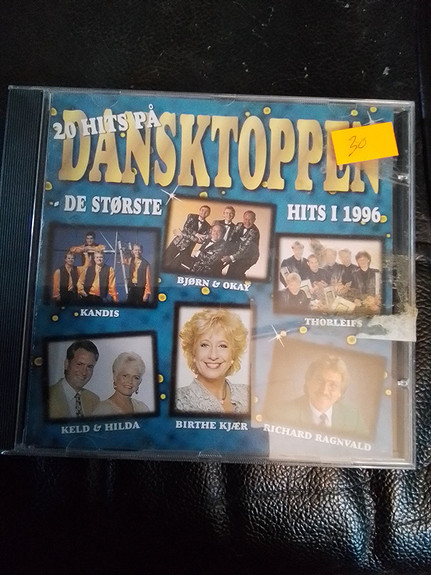 20 HITS PÅ
DANSKTOPPEN
30
- DE STØRSTE HITS I 1996
BJØRN & OKAY
KANDIS
THORLEIFS
KELD & HILDA
BIRTHE KJÆR
RICHARD RAGNVALD